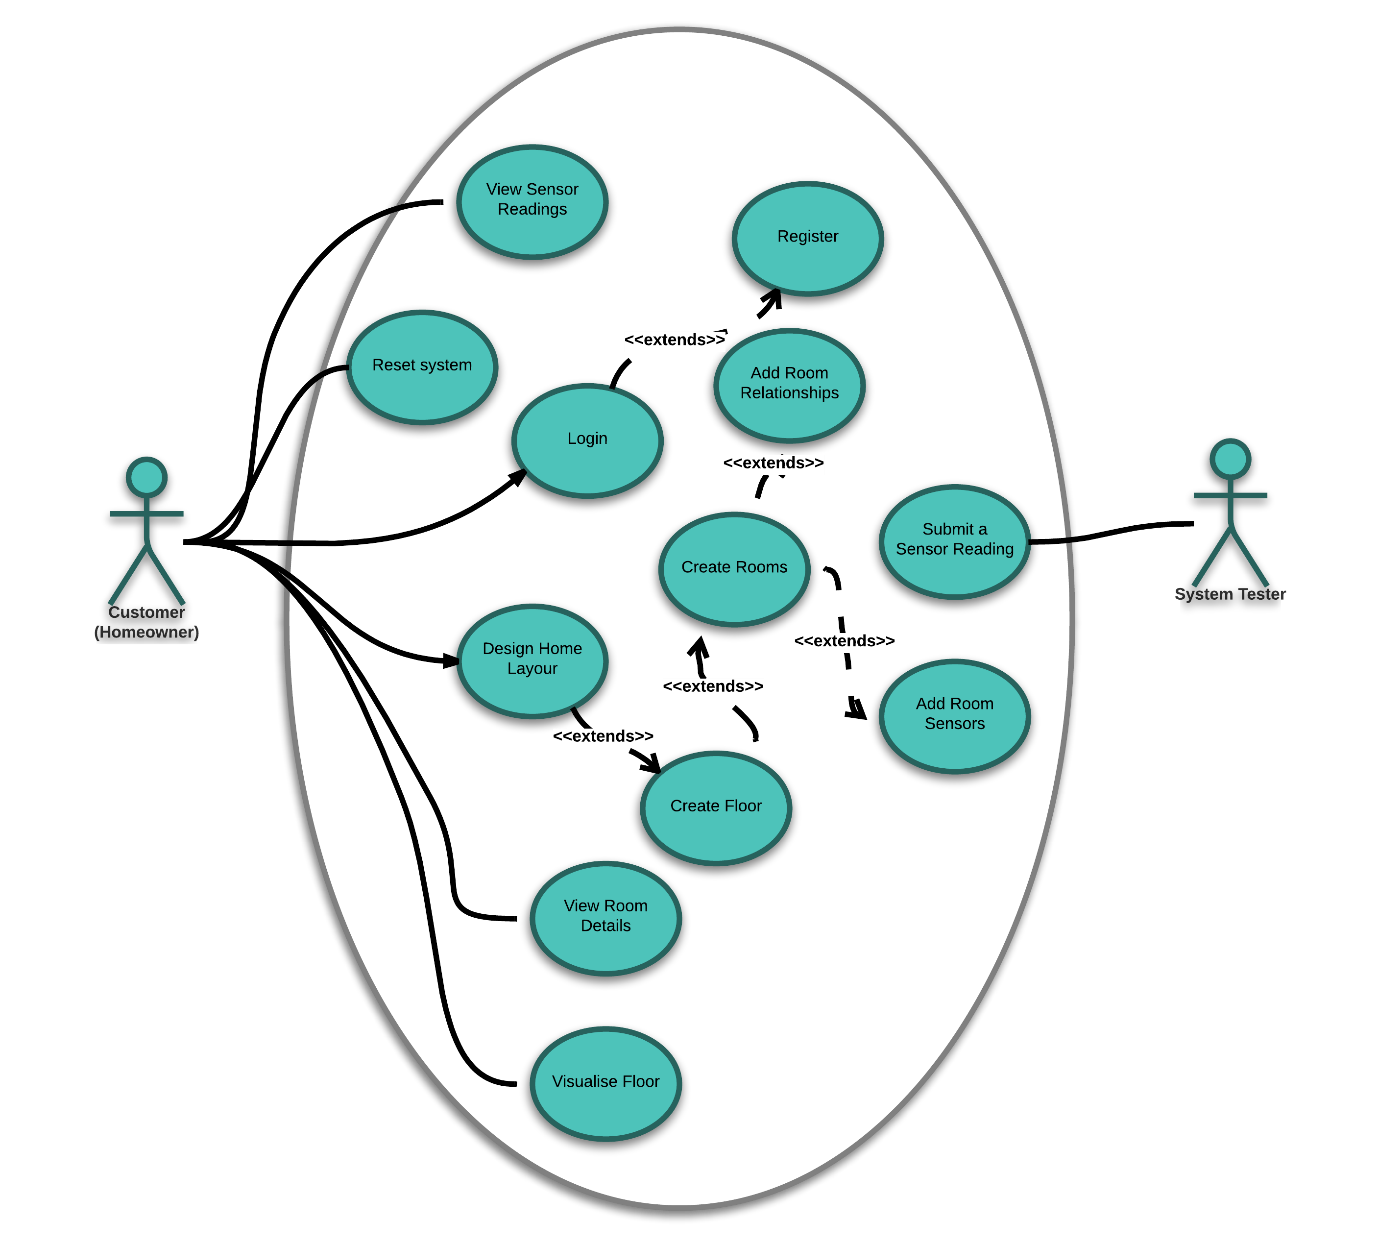 View Sensor
Readings
Register
<<extends>>
Reset system
Add Room
Relationships
Login
<<extends>>
Submit a
Sensor Reading
Create Rooms
System Tester
Customer
(Homeowner)
<<extends>>
Design Home
Layour
<<extends>>
Add Room
Sensors
<<extends>>
Create Floor
View Room
Details
Visualise Floor